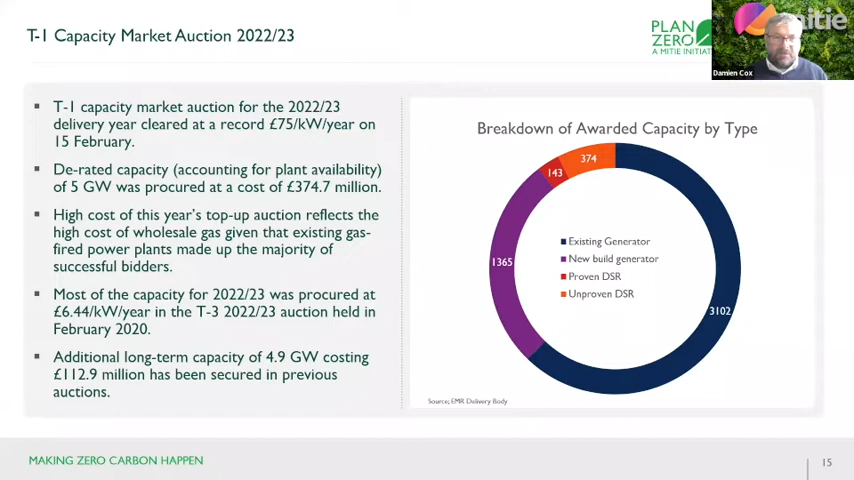 T-1 Capacity Market Auction 2022/23
PLAN
ZERO
A MITIE INITIATI
mitie
Damien Cox
▪ T-1 capacity market auction for the 2022/23
delivery year cleared at a record £75/kW/year on
15 February.
▪ De-rated capacity (accounting for plant availability)
of 5 GW was procured at a cost of £374.7 million.
▪ High cost of this year's top-up auction reflects the
high cost of wholesale gas given that existing gas-
fired power plants made up the majority of
successful bidders.
▪ Most of the capacity for 2022/23 was procured at
£6.44/kW/year in the T-3 2022/23 auction held in
February 2020.
▪ Additional long-term capacity of 4.9 GW costing
£112.9 million has been secured in previous
auctions.
Breakdown of Awarded Capacity by Type
374
143
1365
3102
Existing Generator
New build generator
Proven DSR
Unproven DSR
Source; EMR Delivery Body
MAKING ZERO CARBON HAPPEN
15